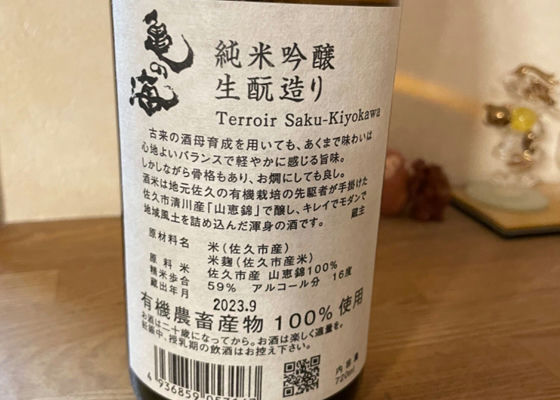 亀の海
純米吟醸
生酛造り
Terroir Saku-Kiyokawa
古来の酒母育成を用いても、あくまで味わいは
心地よいバランスで軽やかに感じる旨味。
しかしながら骨格もあり、お燗にしても良し。
酒米は地元佐久の有機栽培の先駆者が手掛けた
佐久市清川産「山恵錦」で醸し、キレイでモダンで
地域風土を詰め込んだ渾身の酒です。 蔵主
原材料名 米(佐久市産)
米麹(佐久市産米)
原料米 佐久市産 山恵錦100%
精米歩合 59% アルコール分 16度
蔵出年月 2023.9
有機農畜産物 100% 使用
お酒は二十歳になってから。お酒は楽しく適量を。
妊娠中、授乳期の飲酒はお控え下さい。
内容量
720ml